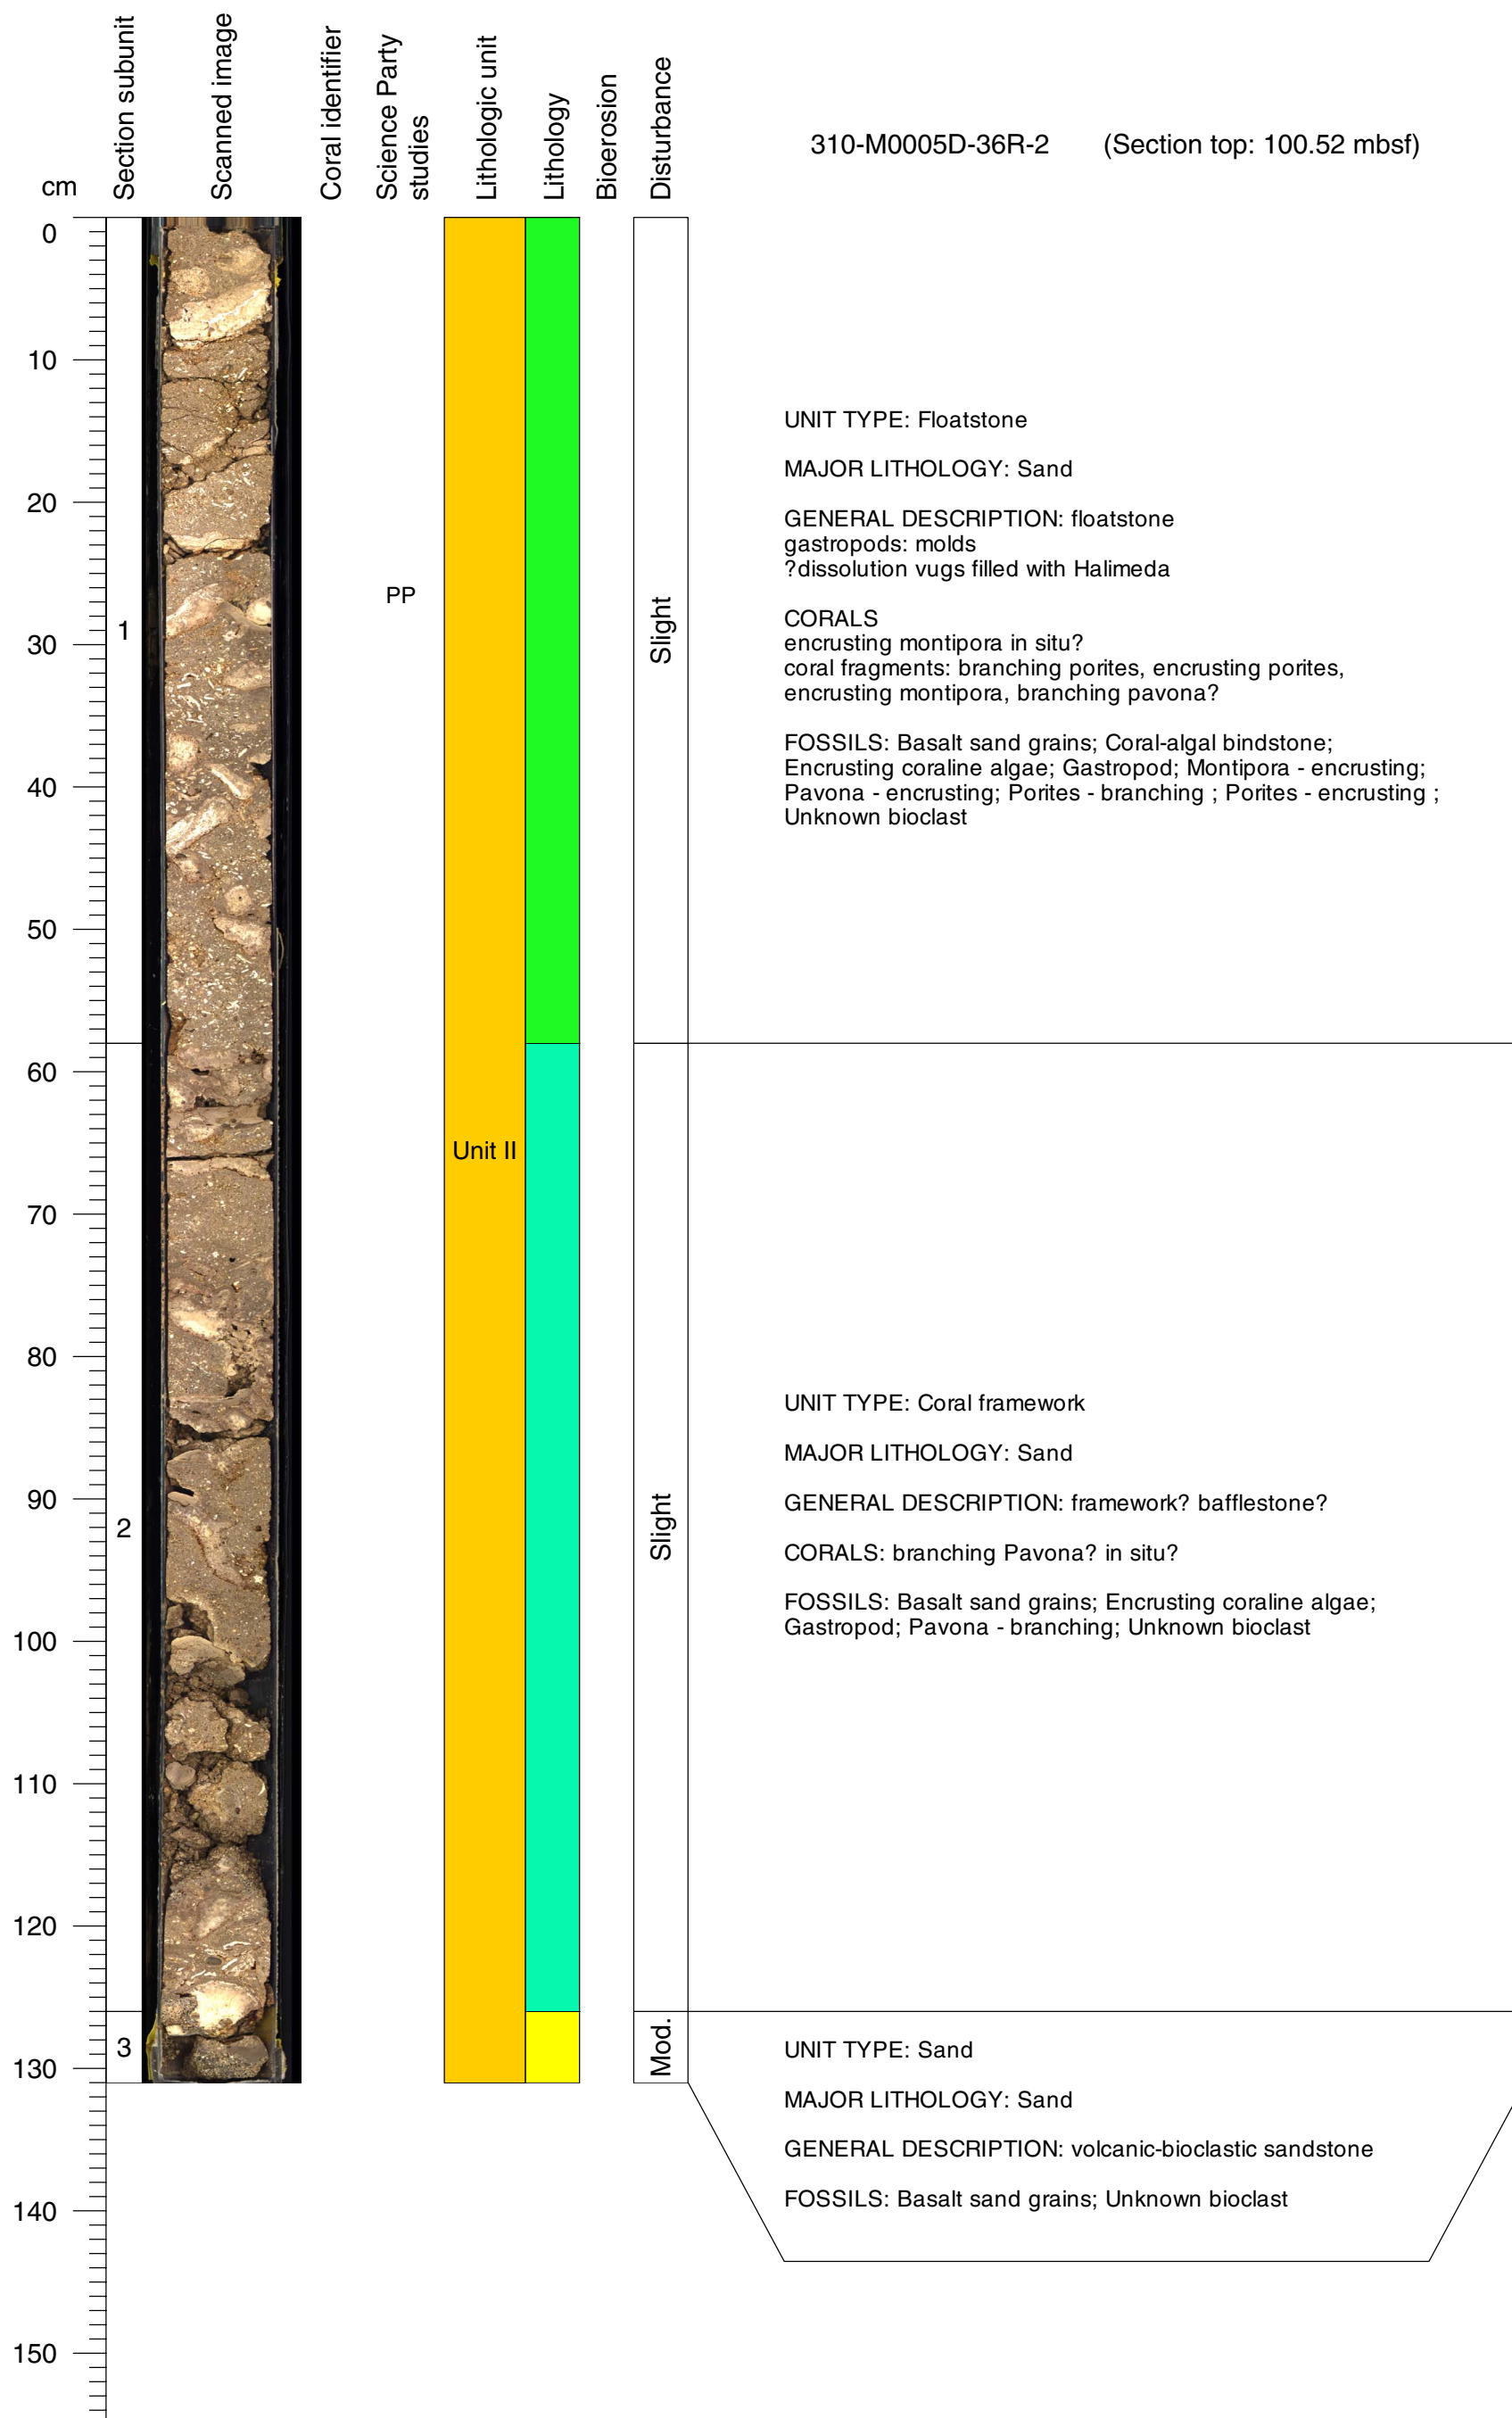 cm
Section subunit
Scanned image
Coral identifier
Science Party
studies
Lithologic unit
Lithology
Bioerosion
Disturbance
310-M0005D-36R-2 (Section top: 100.52 mbsf)
0
10
20
30
40
50
60
70
80
90
100
110
120
130
140
150
1
2
3
PP
Unit II
Slight
Slight
Mod.
UNIT TYPE: Floatstone
MAJOR LITHOLOGY: Sand
GENERAL DESCRIPTION: floatstone
gastropods: molds
?dissolution vugs filled with Halimeda
CORALS
encrusting montipora in situ?
coral fragments: branching porites, encrusting porites,
encrusting montipora, branching pavona?
FOSSILS: Basalt sand grains; Coral-algal bindstone;
Encrusting coraline algae; Gastropod; Montipora - encrusting;
Pavona - encrusting; Porites - branching ; Porites - encrusting ;
Unknown bioclast
UNIT TYPE: Coral framework
MAJOR LITHOLOGY: Sand
GENERAL DESCRIPTION: framework? bafflestone?
CORALS: branching Pavona? in situ?
FOSSILS: Basalt sand grains; Encrusting coraline algae;
Gastropod; Pavona - branching; Unknown bioclast
UNIT TYPE: Sand
MAJOR LITHOLOGY: Sand
GENERAL DESCRIPTION: volcanic-bioclastic sandstone
FOSSILS: Basalt sand grains; Unknown bioclast